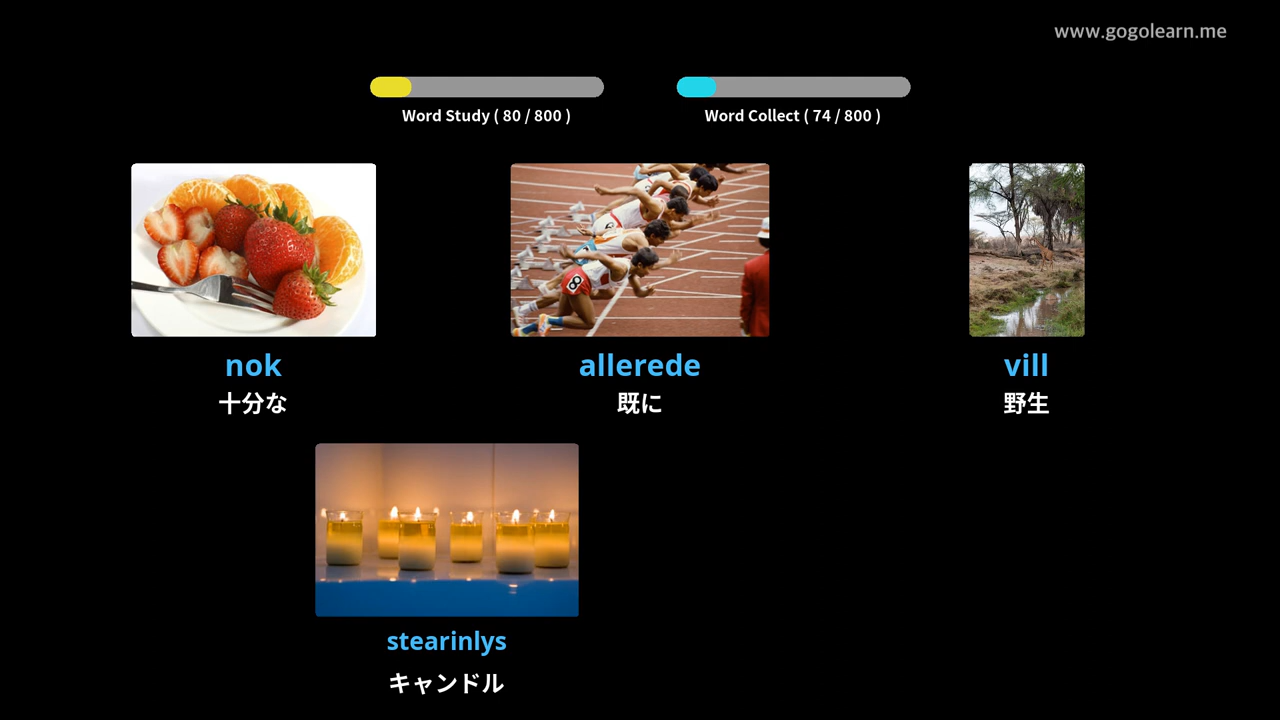 www.gogolearn.me
Word Study ( 80 / 800 )
Word Collect ( 74 / 800 )
nok
十分な
allerede
既に
vill
野生
stearinlys
キャンドル